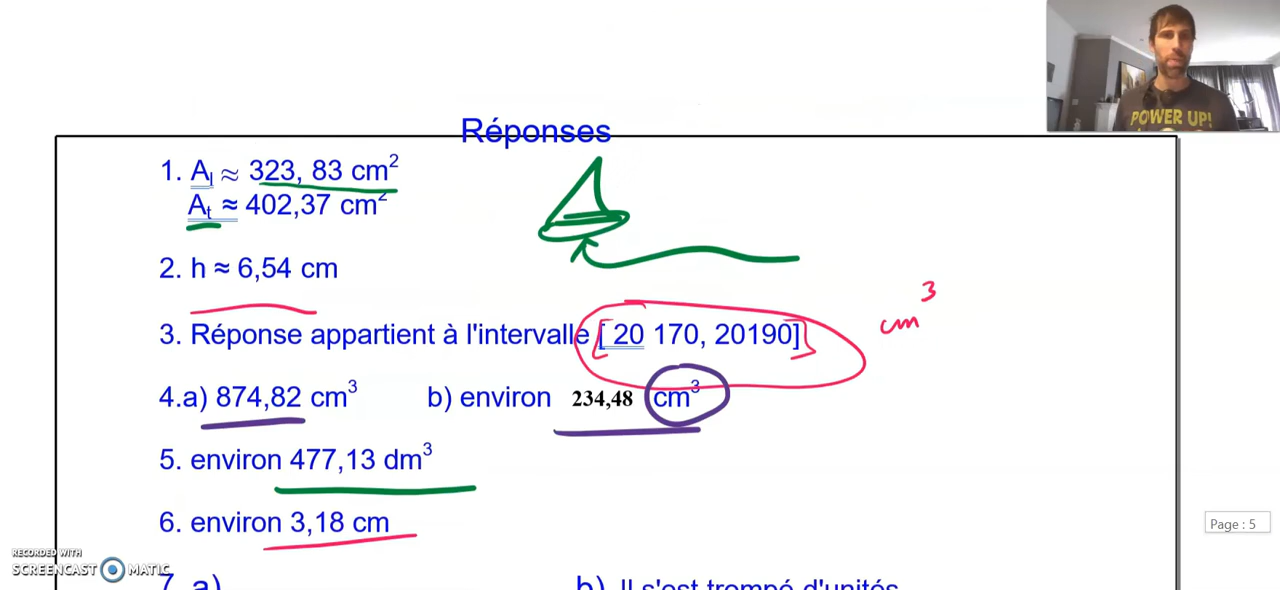 POWER UP!
Réponses
1. Al ≈ 323, 83 cm²
At ≈ 402,37 cm²
2. h ≈ 6,54 cm
cm³
3. Réponse appartient à l'intervalle [ 20 170, 20190]
4.a) 874,82 cm³ b) environ 234,48 cm³
5. environ 477,13 dm³
6. environ 3,18 cm
Page : 5
RECORDED WITH
SCREENCAST MATIC
7. a) b) Il s'est trompé d'unités